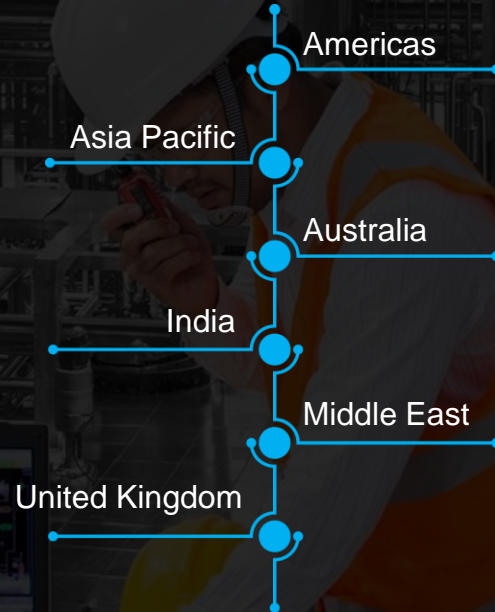 Americas
Asia Pacific
Australia
India
Middle East
United Kingdom